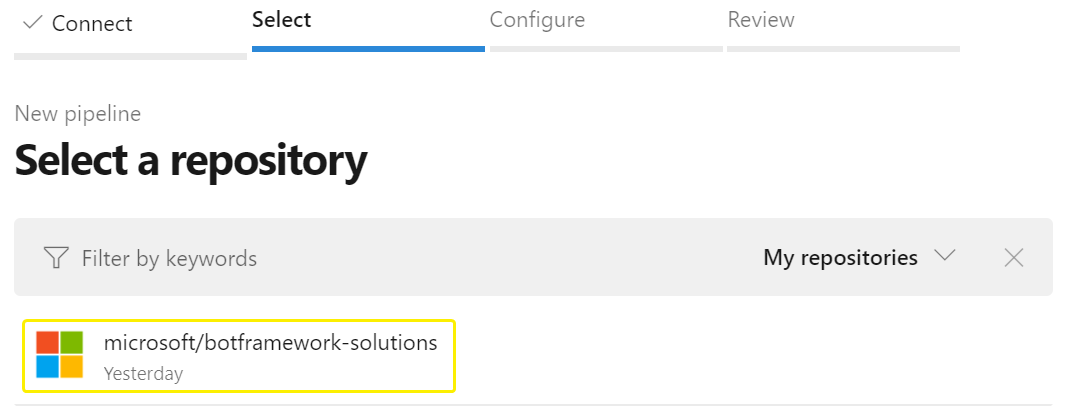 Connect Select Configure Review
New pipeline
Select a repository
Filter by keywords My repositories
microsoft/botframework-solutions
Yesterday